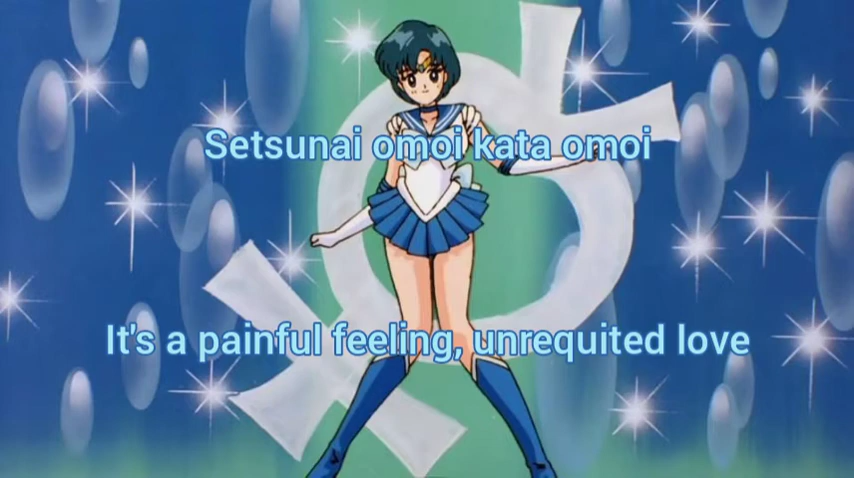 Setsunai omoi kata omoi
It's a painful feeling, unrequited love